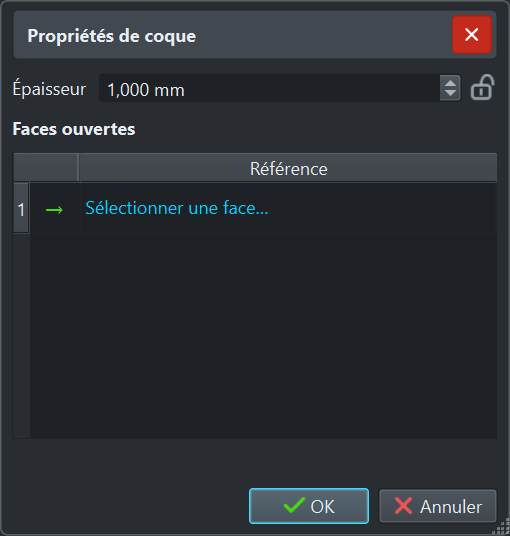 Propriétés de coque
Épaisseur 1,000 mm
Faces ouvertes
Référence
1 → Sélectionner une face...
OK Annuler